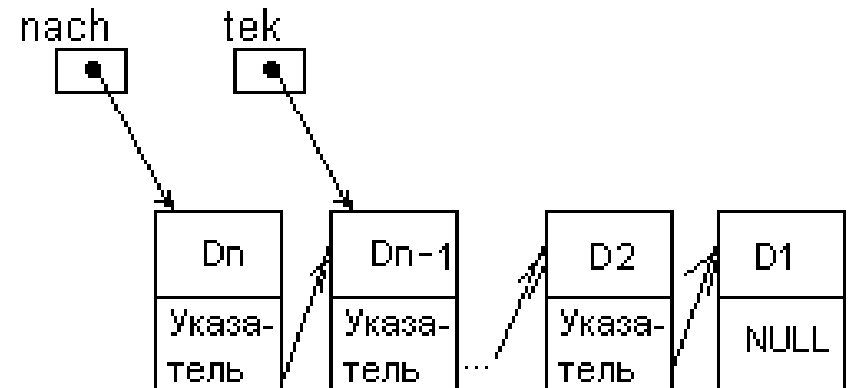 nach tek
Dn Dn-1 D2 D1
Указа- Указа- Указа- NULL
тель тель ... тель